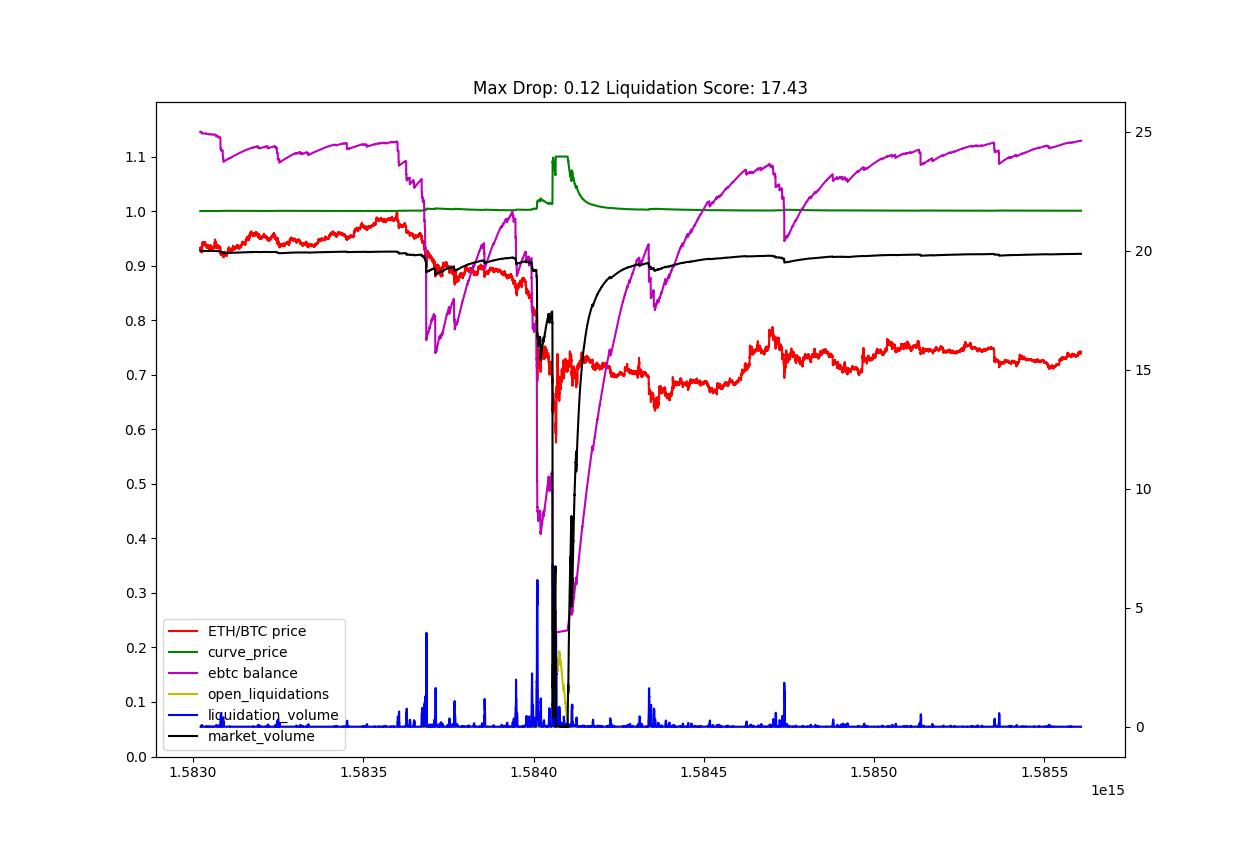 Max Drop: 0.12 Liquidation Score: 17.43
1.1
1.0
0.9
0.8
0.7
0.6
0.5
0.4
0.3
0.2
0.1
0.0
25
20
15
10
5
0
ETH/BTC price
curve_price
ebtc balance
open_liquidations
liquidation_volume
market_volume
1.5830 1.5835 1.5840 1.5845 1.5850 1.5855
1e15